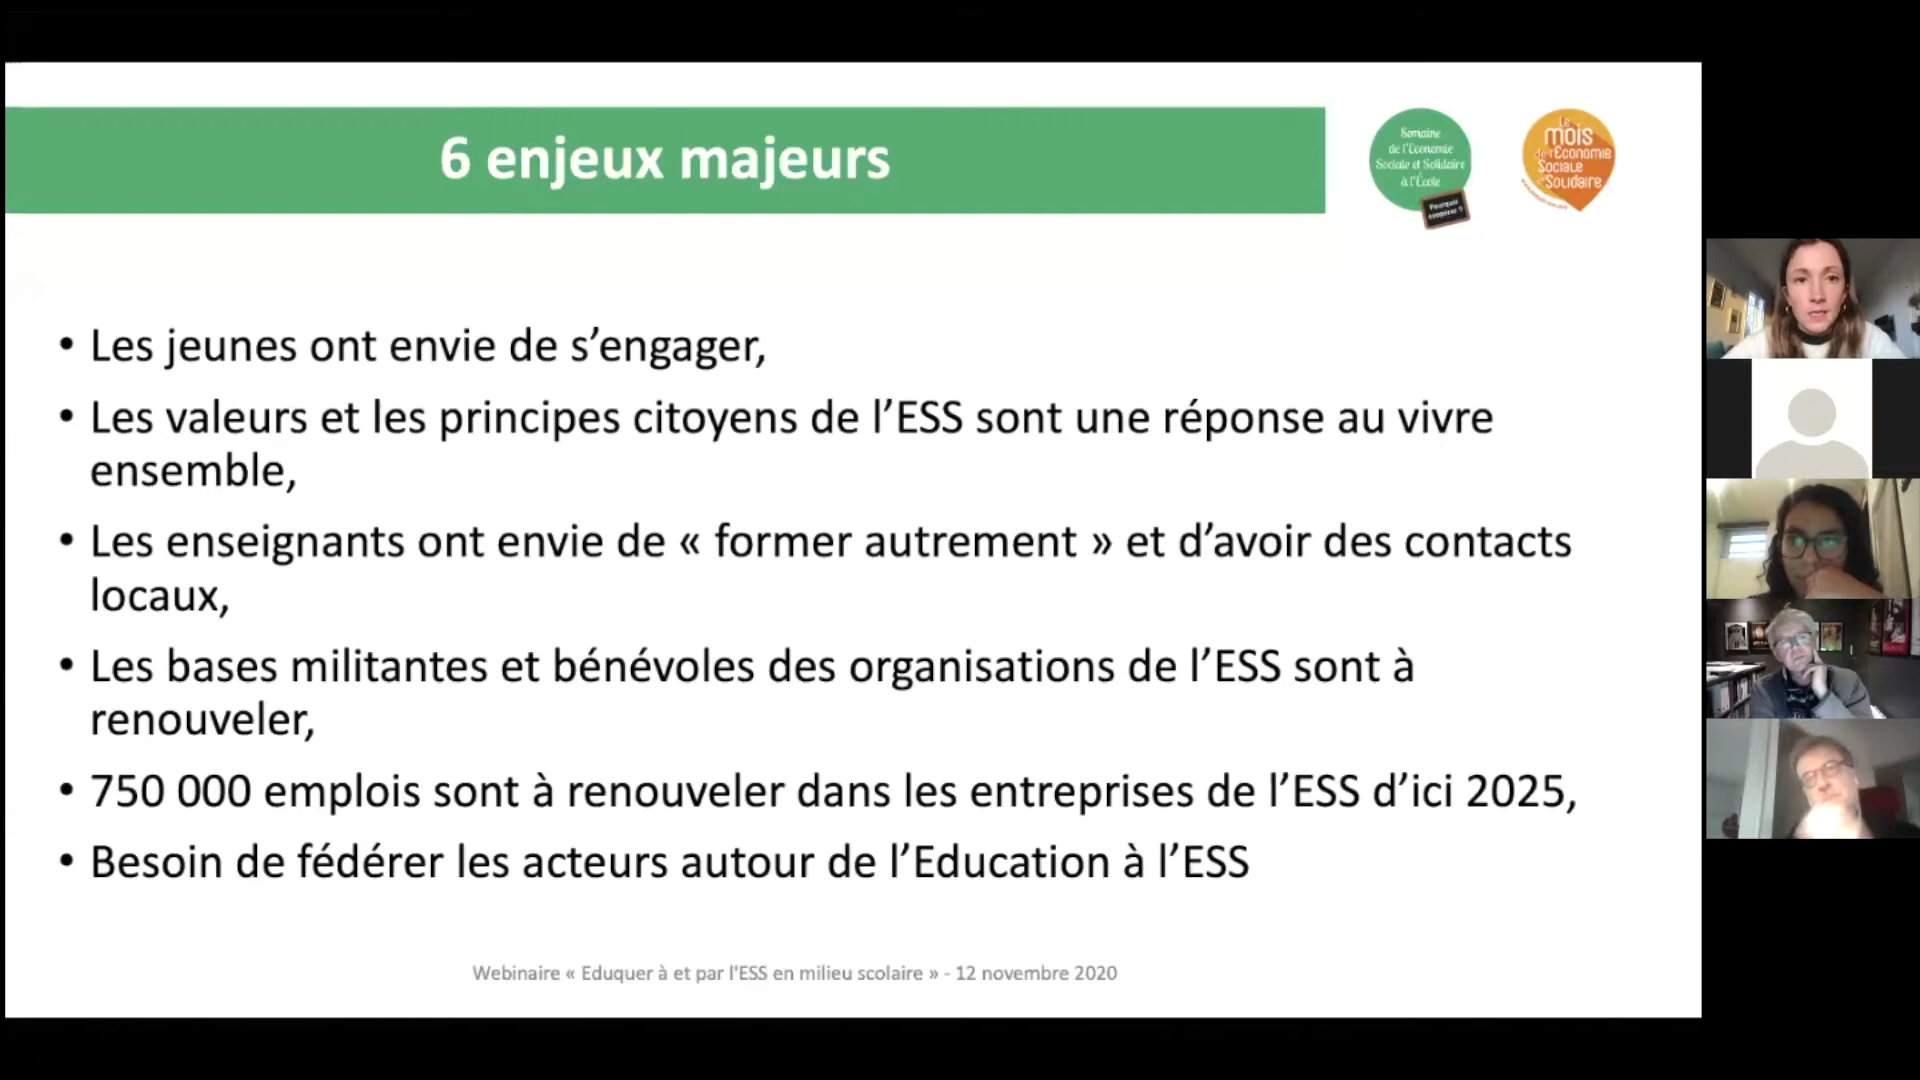 6 enjeux majeurs
Semaine
de l'Economie
Sociale et Solidaire
à l'École
Pourquoi
coopérer ?
Le
mois
de l'Économie
Sociale
Solidaire
• Les jeunes ont envie de s’engager,
• Les valeurs et les principes citoyens de l’ESS sont une réponse au vivre
ensemble,
• Les enseignants ont envie de « former autrement » et d’avoir des contacts
locaux,
• Les bases militantes et bénévoles des organisations de l’ESS sont à
renouveler,
• 750 000 emplois sont à renouveler dans les entreprises de l’ESS d’ici 2025,
• Besoin de fédérer les acteurs autour de l’Education à l’ESS
Webinaire « Eduquer à et par l'ESS en milieu scolaire » - 12 novembre 2020